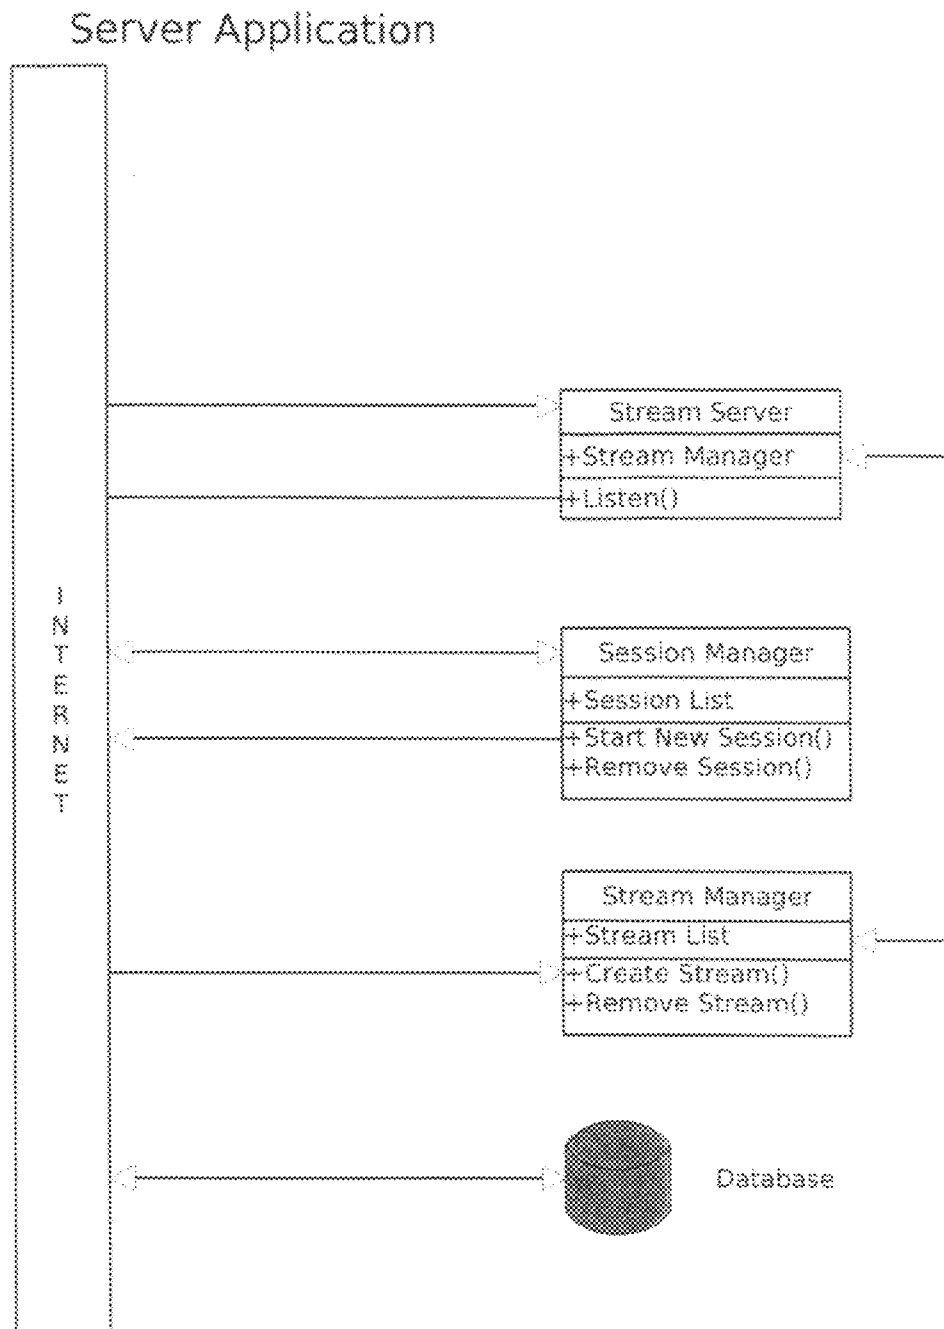 Server Application
Stream Server
+Stream Manager
+Listen()
I
N
T
E
R
N
E
T
Session Manager
+Session List
+Start New Session()
+Remove Session()
Stream Manager
+Stream List
+Create Stream()
+Remove Stream()
Database